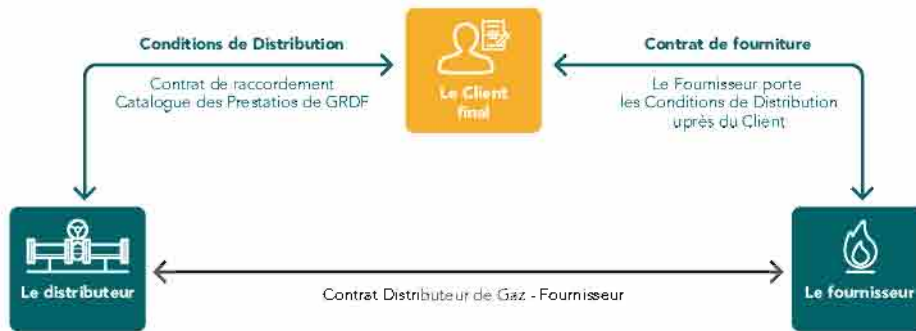 Conditions de Distribution
Contrat de raccordement
Catalogue des Prestatios de GRDF
Le Client
final
Contrat de fourniture
Le Fournisseur porte
les Conditions de Distribution
uprès du Client
Le distributeur
Contrat Distributeur de Gaz - Fournisseur
Le fournisseur